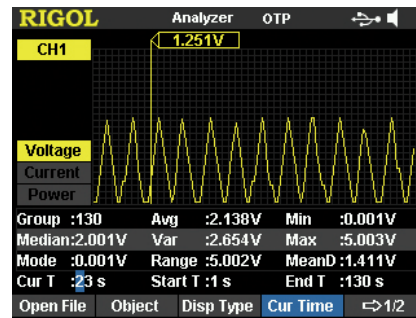 RIGOL Analyzer OTP
CH1
1.251V
Voltage
Current
Power
Group :130 Avg :2.138V Min :0.001V
Median:2.001V Var :2.654V Max :5.003V
Mode :0.001V Range :5.002V MeanD:1.411V
Cur T :23 s Start T :1 s End T :130 s
Open File Object Disp Type Cur Time ⇨1/2